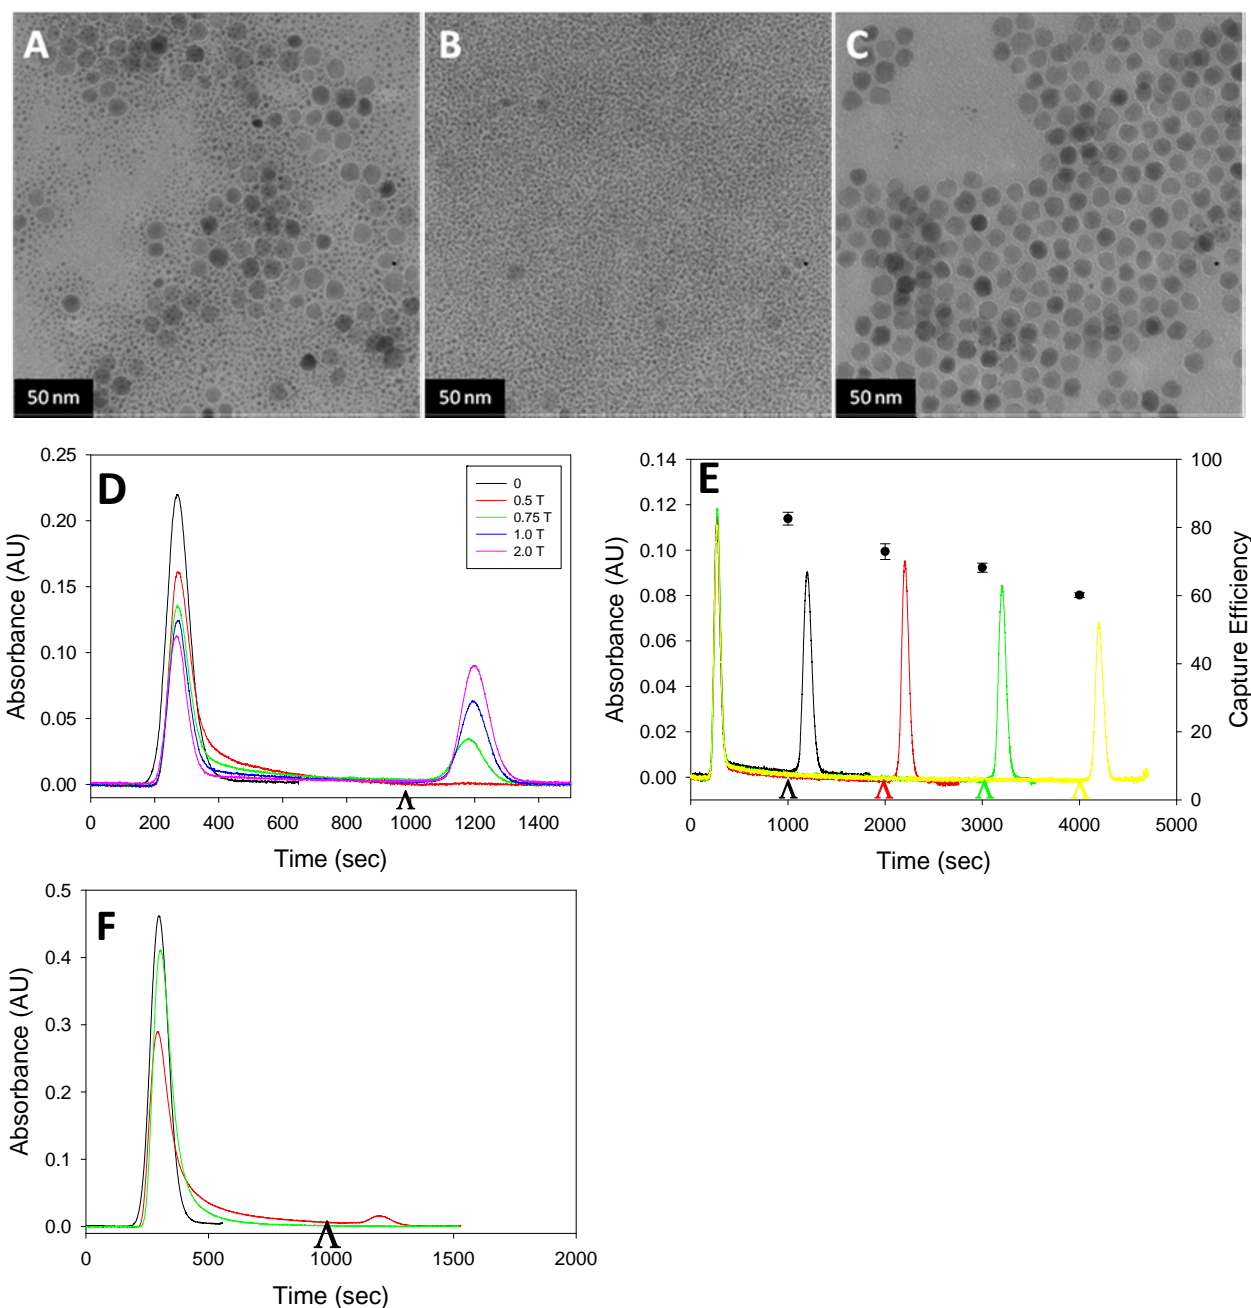 A
B
C
50 nm
50 nm
50 nm
D
0.25
0.20
0.15
0.10
0.05
0.00
Absorbance (AU)
0
0.5 T
0.75 T
1.0 T
2.0 T
0
200
400
600
800
1000
1200
1400
Time (sec)
E
0.14
0.12
0.10
0.08
0.06
0.04
0.02
0.00
Absorbance (AU)
100
80
60
40
20
0
Capture Efficiency
0
1000
2000
3000
4000
5000
Time (sec)
F
0.5
0.4
0.3
0.2
0.1
0.0
Absorbance (AU)
0
500
1000
1500
2000
Time (sec)